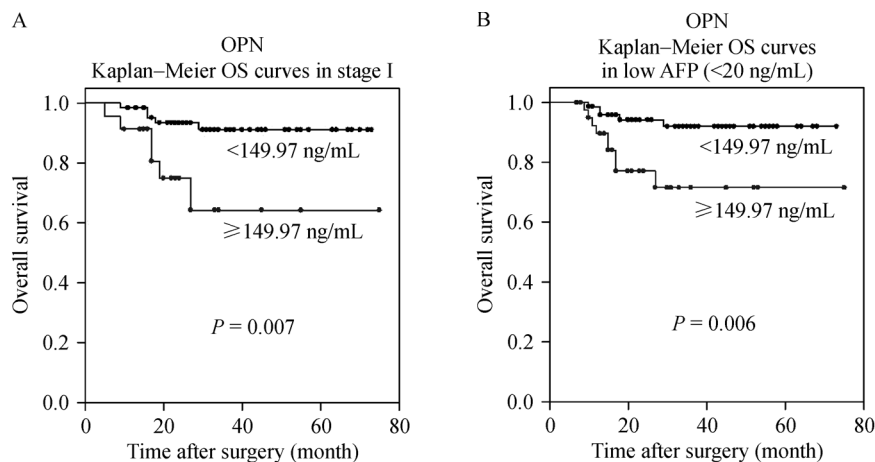 A
OPN
Kaplan–Meier OS curves in stage I
1.0
0.8
0.6
0.4
0.2
0.0
Overall survival
<149.97 ng/mL
⩾149.97 ng/mL
P = 0.007
0
20
40
60
80
Time after surgery (month)
B
OPN
Kaplan–Meier OS curves
in low AFP (<20 ng/mL)
1.0
0.8
0.6
0.4
0.2
0.0
Overall survival
<149.97 ng/mL
⩾149.97 ng/mL
P = 0.006
0
20
40
60
80
Time after surgery (month)